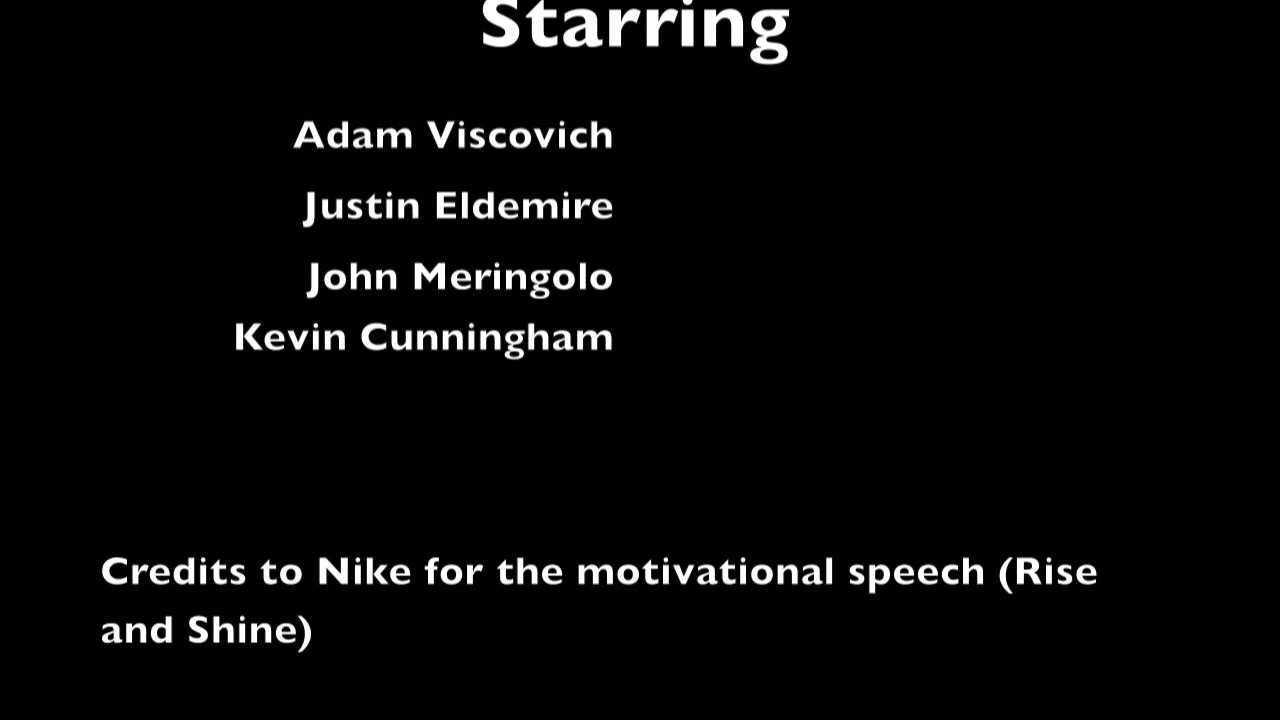 Starring
Adam Viscovich
Justin Eldemire
John Meringolo
Kevin Cunningham
Credits to Nike for the motivational speech (Rise
and Shine)